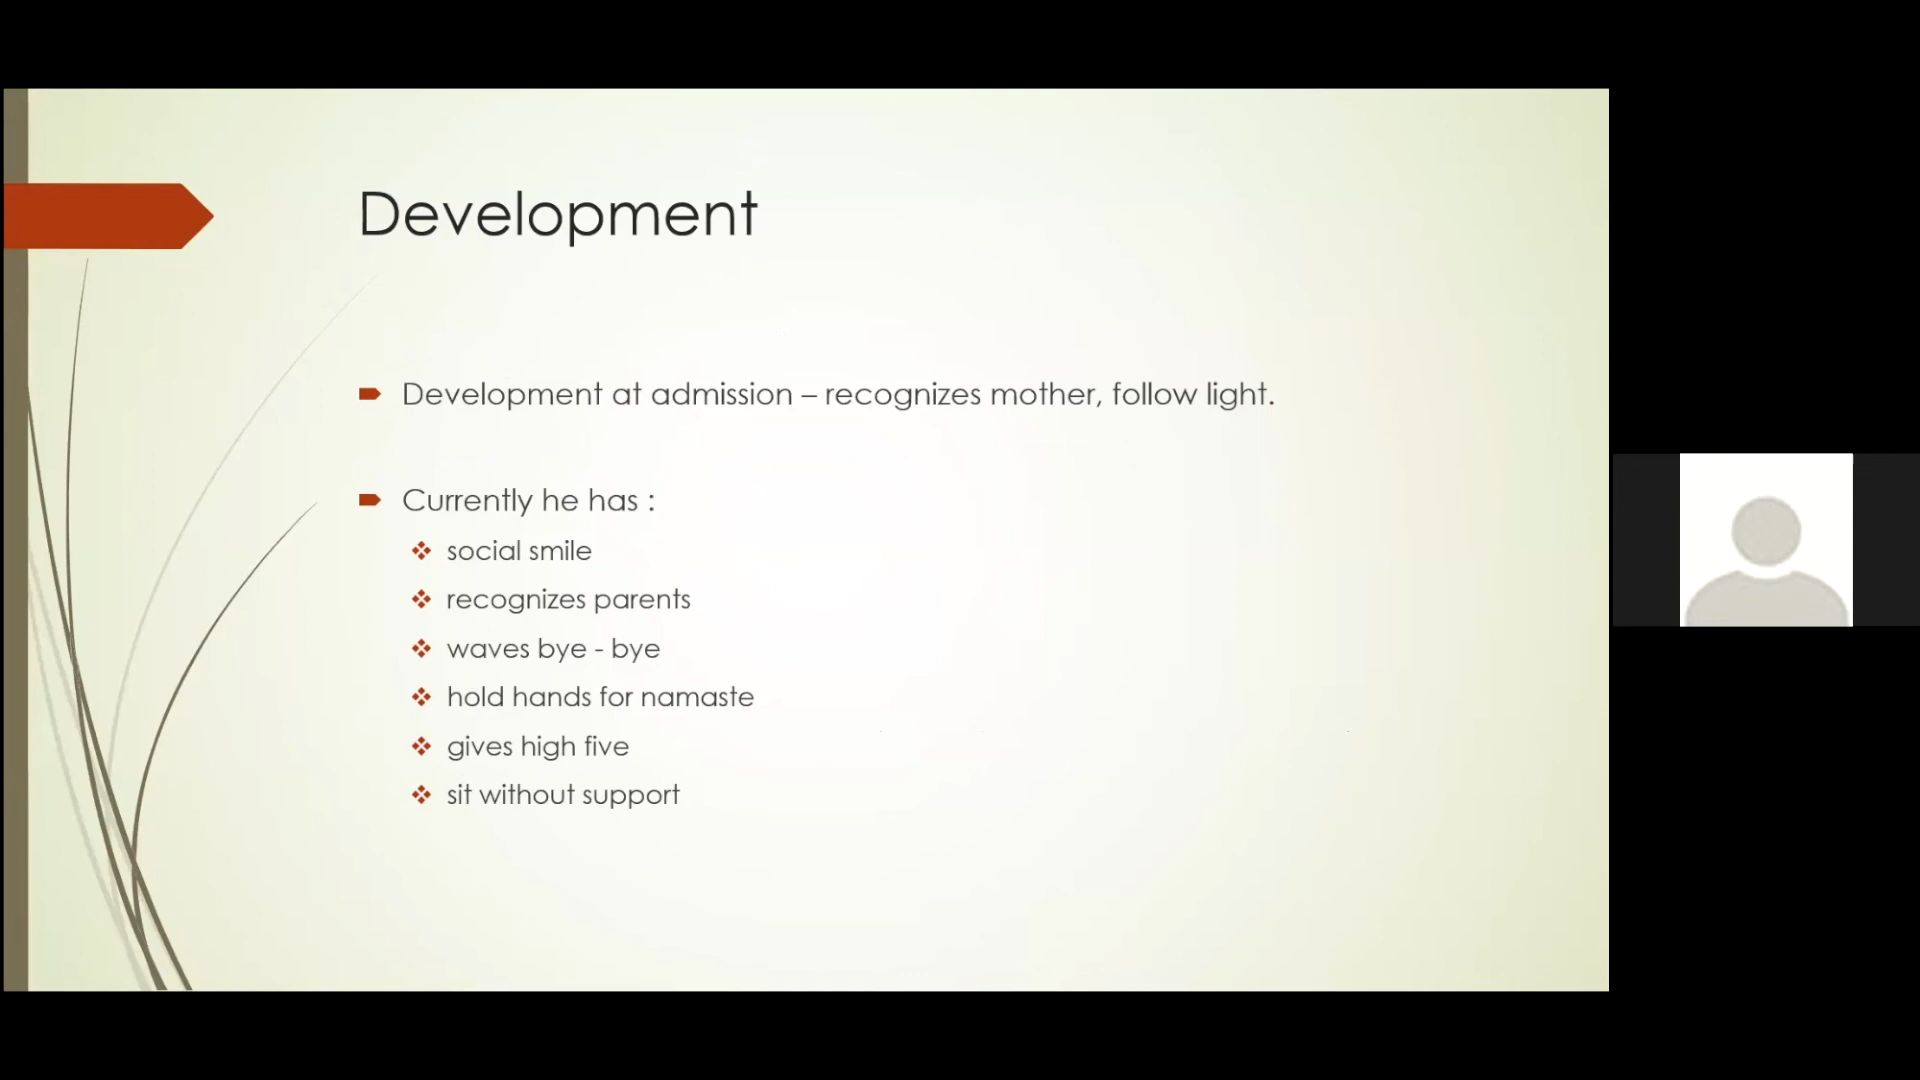 Development
Development at admission – recognizes mother, follow light.
Currently he has :
social smile
recognizes parents
waves bye - bye
hold hands for namaste
gives high five
sit without support